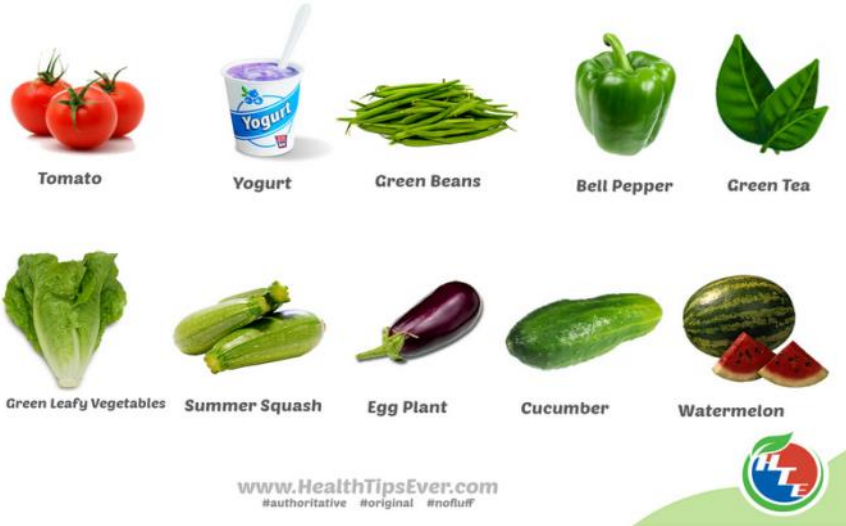 Yogurt
Tomato
Yogurt
Green Beans
Bell Pepper
Green Tea
Green Leafy Vegetables
Summer Squash
Egg Plant
Cucumber
Watermelon
HTE
www.HealthTipsEver.com
#authoritative #original #nofluff